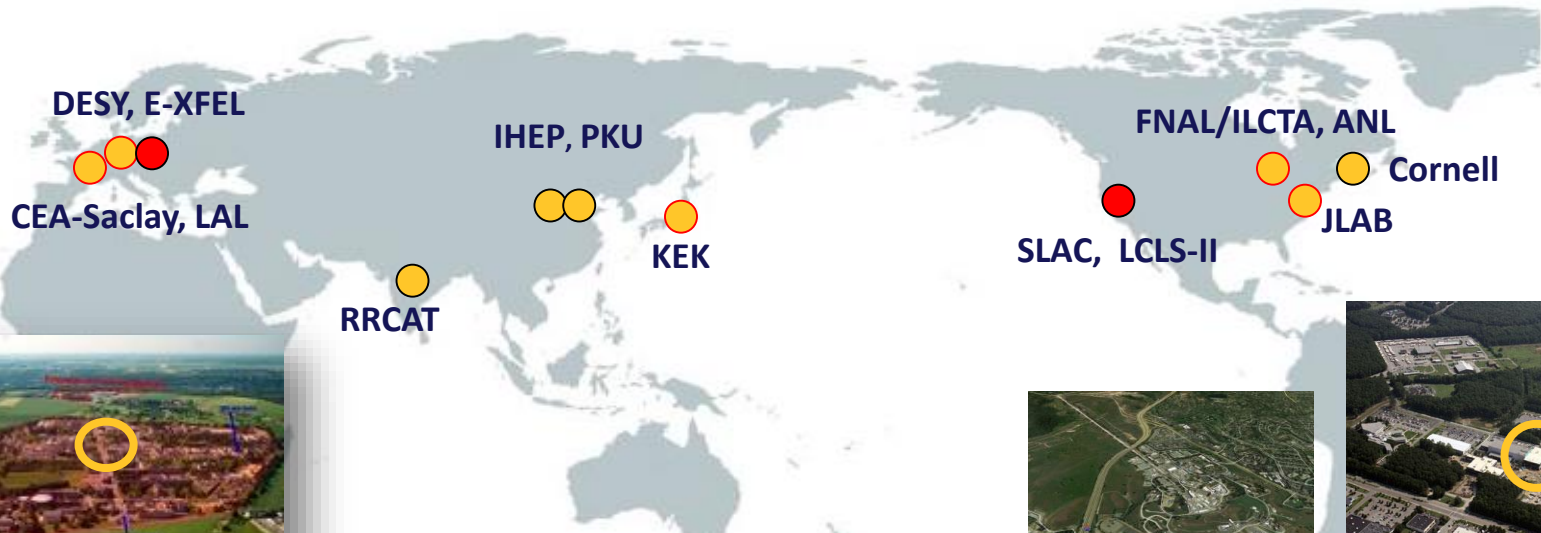 DESY, E-XFEL
CEA-Saclay, LAL
IHEP, PKU
KEK
RRCAT
FNAL/ILCTA, ANL
Cornell
JLAB
SLAC, LCLS-II